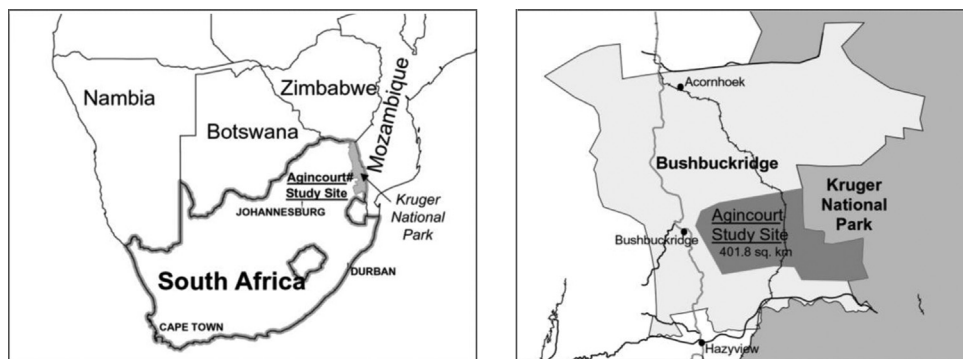 Nambia
Zimbabwe
Botswana
Mozambique
Agincourt#
Study Site
JOHANNESBURG
Kruger
National
Park
South Africa
DURBAN
CAPE TOWN
Acornhoek
Bushbuckridge
Kruger
National
Park
Agincourt
Study Site
401.8 sq. km
Bushbuckridge
Hazyview